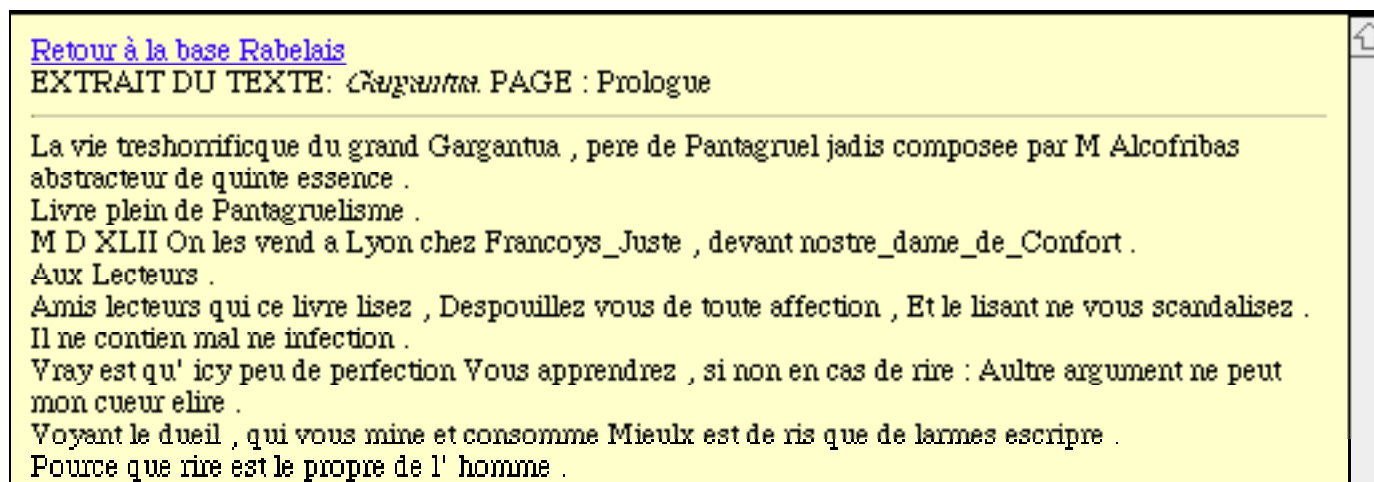 Retour à la base Rabelais
EXTRAIT DU TEXTE: Gargantua. PAGE : Prologue
La vie treshorrificque du grand Gargantua , pere de Pantagruel jadis composee par M Alcofribas
abstracteur de quinte essence .
Livre plein de Pantagruelisme .
M D XLII On les vend a Lyon chez Francoys_Juste , devant nostre_dame_de_Confort .
Aux Lecteurs .
Amis lecteurs qui ce livre lisez , Despouillez vous de toute affection , Et le lisant ne vous scandalisez .
Il ne contien mal ne infection .
Vray est qu' icy peu de perfection Vous apprendrez , si non en cas de rire : Aultre argument ne peut
mon cueur elire .
Voyant le dueil , qui vous mine et consomme Mieulx est de ris que de larmes escripre .
Pource que rire est le propre de l' homme .